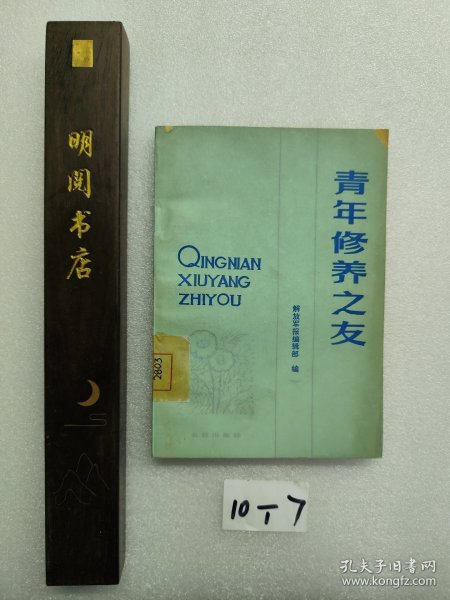 明阅书店
青年修养之友
QINGNIAN
XIUYANG
ZHIYOU
解放军报编辑部 编
2803
10-T7
孔夫子旧书网
www.kongfz.com